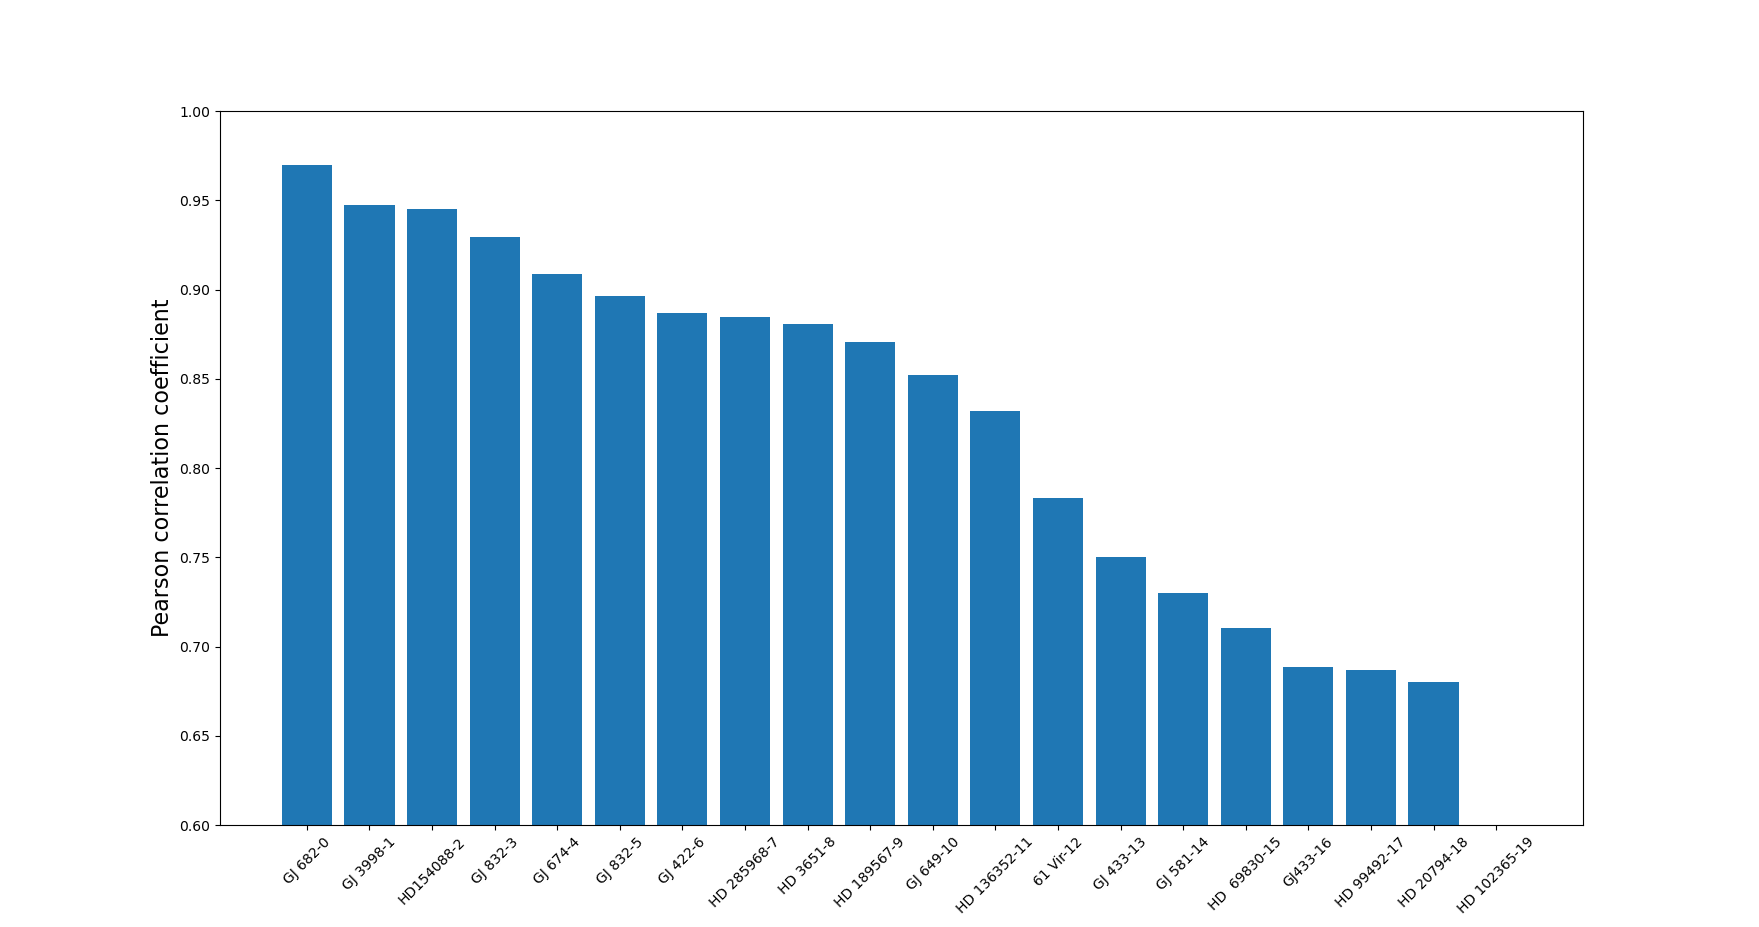 Pearson correlation coefficient
1.00
0.95
0.90
0.85
0.80
0.75
0.70
0.65
0.60
GJ 682-0
GJ 3998-1
HD154088-2
GJ 832-3
GJ 674-4
GJ 832-5
GJ 422-6
HD 285968-7
HD 3651-8
HD 189567-9
GJ 649-10
HD 136352-11
61 Vir-12
GJ 433-13
GJ 581-14
HD  69830-15
GJ433-16
HD 99492-17
HD 20794-18
HD 102365-19